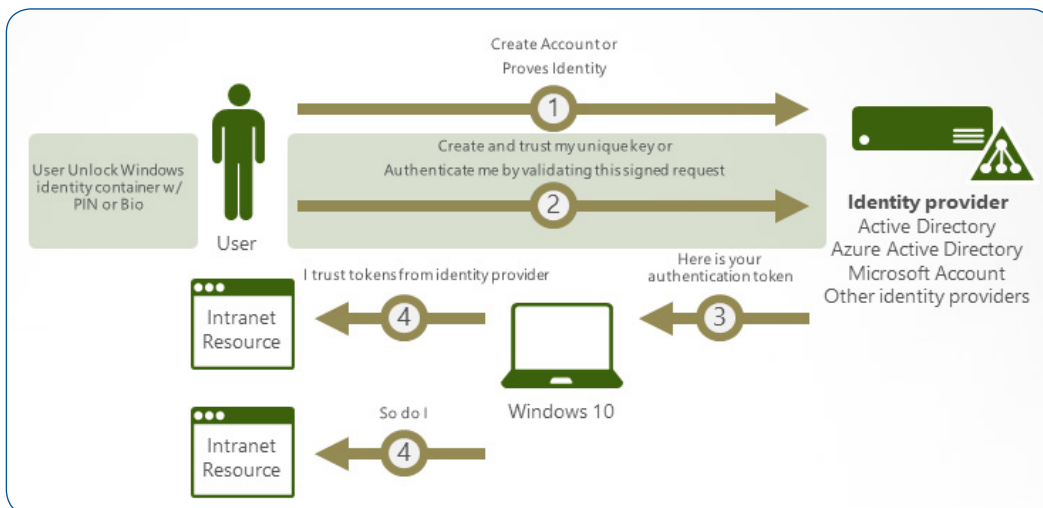 Create Account or
Proves Identity
1
User Unlock Windows
identity container w/
PIN or Bio
User
Create and trust my unique key or
Authenticate me by validating this signed request
2
Identity provider
Active Directory
Azure Active Directory
Microsoft Account
Other identity providers
Here is your
authentication token
3
I trust tokens from identity provider
4
Intranet
Resource
Windows 10
So do I
4
Intranet
Resource